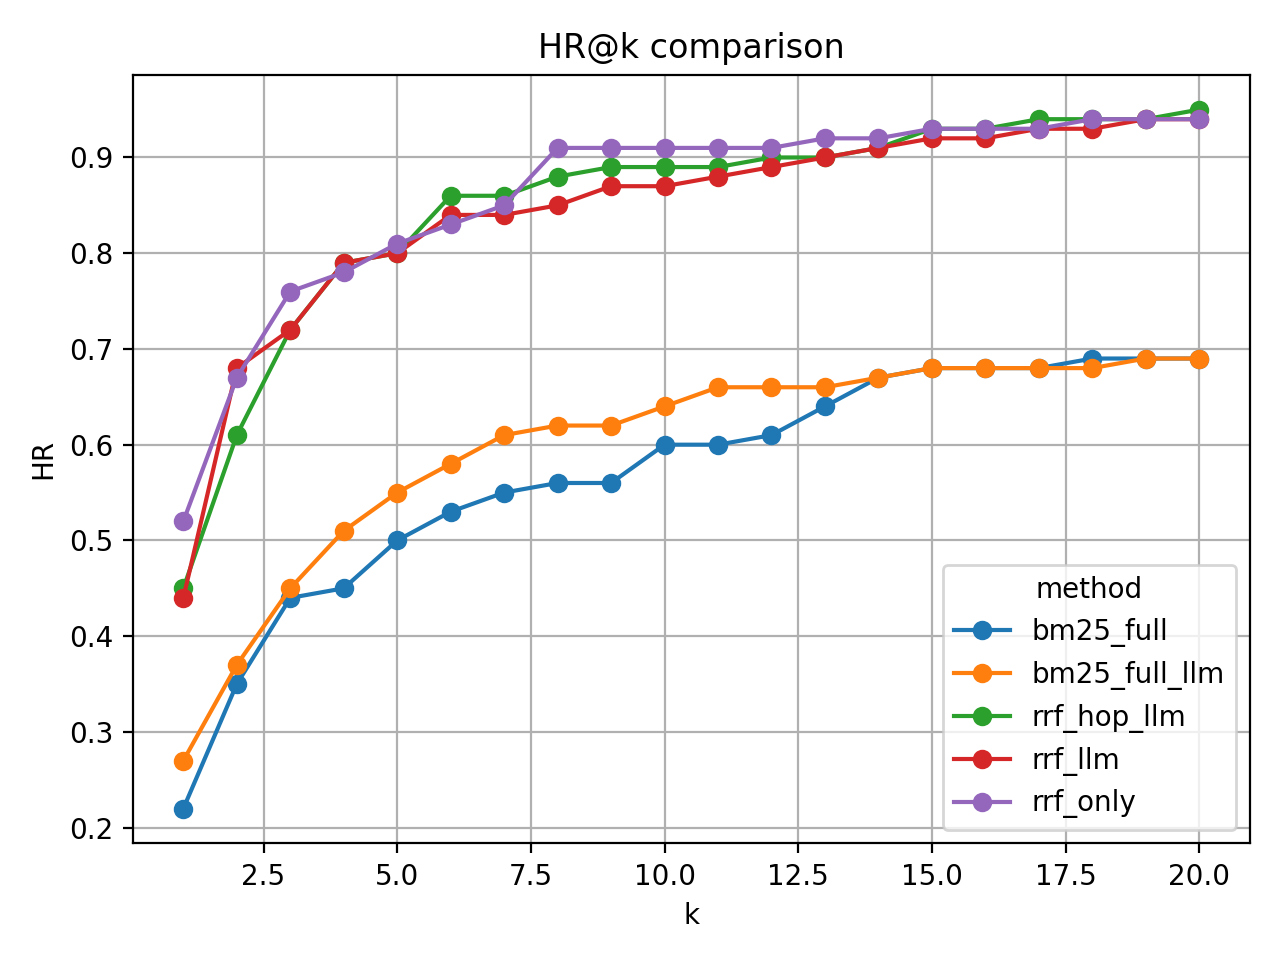 HR@k comparison
0.9
0.8
0.7
0.6
0.5
0.4
0.3
0.2
HR
2.5 5.0 7.5 10.0 12.5 15.0 17.5 20.0
k
method
bm25_full
bm25_full_llm
rrf_hop_llm
rrf_llm
rrf_only